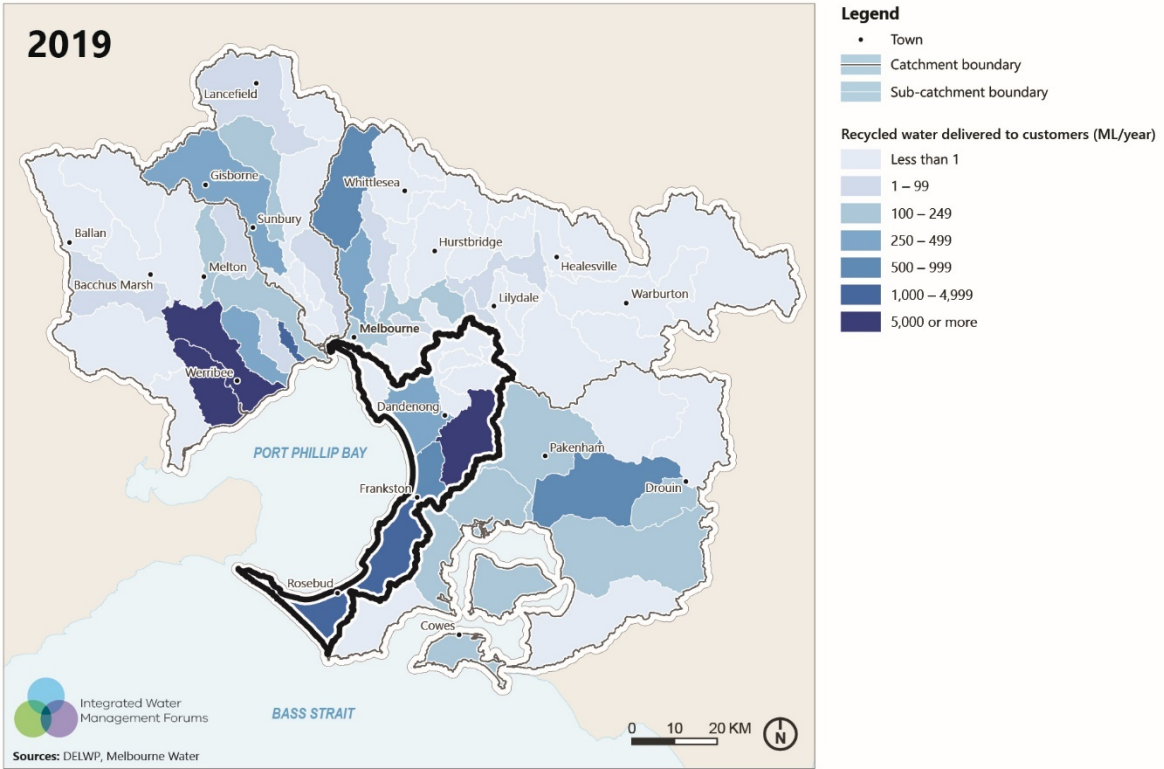 2019
Lancefield
Gisborne
Whittlesea
Sunbury
Ballan
Hurstbridge
Melton
Healesville
Bacchus Marsh
Lilydale
Warburton
Melbourne
Werribee
Dandenong
PORT PHILLIP BAY
Pakenham
Frankston
Drouin
Rosebud
Cowes
BASS STRAIT
Integrated Water
Management Forums
0 10 20 KM
N
Sources: DELWP, Melbourne Water
Legend
Town
Catchment boundary
Sub-catchment boundary
Recycled water delivered to customers (ML/year)
Less than 1
1 – 99
100 – 249
250 – 499
500 – 999
1,000 – 4,999
5,000 or more